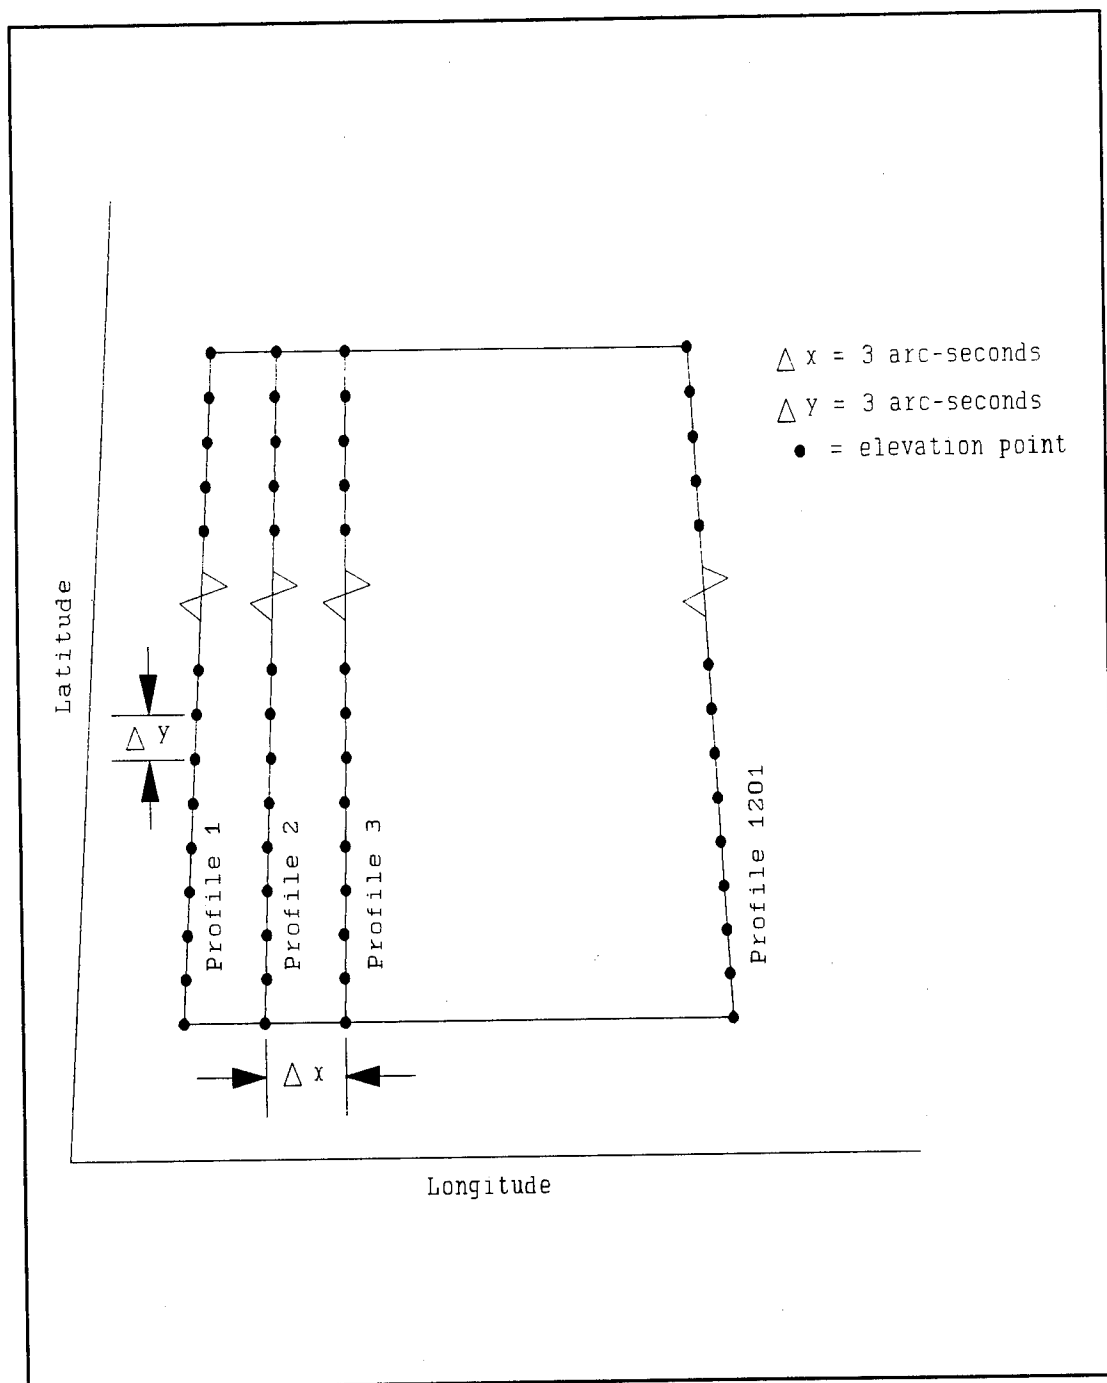 △ x = 3 arc-seconds
△ y = 3 arc-seconds
● = elevation point
Latitude
△ y
Profile 1
Profile 2
Profile 3
Profile 1201
△ x
Longitude